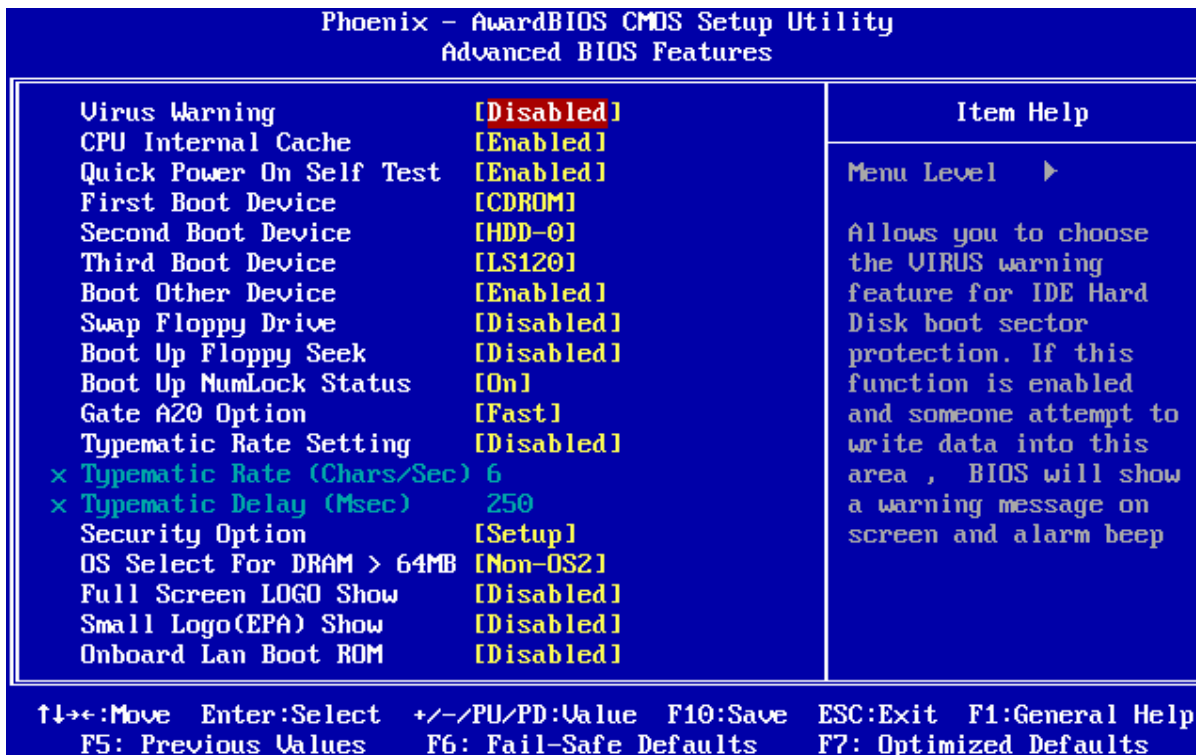 Phoenix - AwardBIOS CMOS Setup Utility
Advanced BIOS Features
Virus Warning [Disabled]
CPU Internal Cache [Enabled]
Quick Power On Self Test [Enabled]
First Boot Device [CDROM]
Second Boot Device [HDD-0]
Third Boot Device [LS120]
Boot Other Device [Enabled]
Swap Floppy Drive [Disabled]
Boot Up Floppy Seek [Disabled]
Boot Up NumLock Status [On]
Gate A20 Option [Fast]
Typematic Rate Setting [Disabled]
x Typematic Rate (Chars/Sec) 6
x Typematic Delay (Msec) 250
Security Option [Setup]
OS Select For DRAM > 64MB [Non-OS2]
Full Screen LOGO Show [Disabled]
Small Logo(EPA) Show [Disabled]
Onboard Lan Boot ROM [Disabled]
Item Help
Menu Level ▶
Allows you to choose
the VIRUS warning
feature for IDE Hard
Disk boot sector
protection. If this
function is enabled
and someone attempt to
write data into this
area , BIOS will show
a warning message on
screen and alarm beep
↑↓→←:Move Enter:Select +/-/PU/PD:Value F10:Save ESC:Exit F1:General Help
F5: Previous Values F6: Fail-Safe Defaults F7: Optimized Defaults